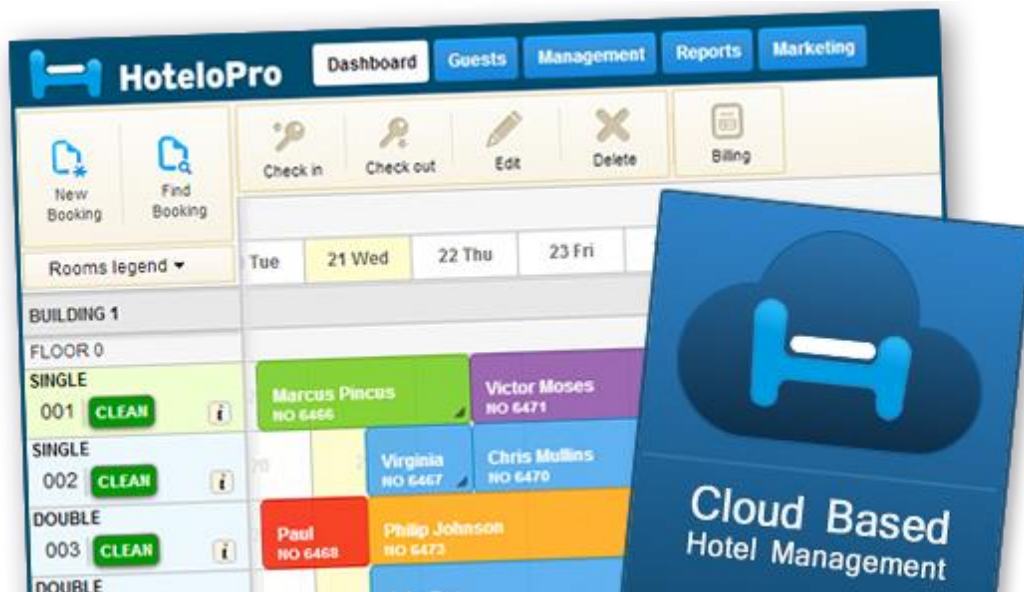 HoteloPro
Dashboard
Guests
Management
Reports
Marketing
New
Booking
Find
Booking
Check in
Check out
Edit
Delete
Billing
Rooms legend
Tue
21 Wed
22 Thu
23 Fri
BUILDING 1
FLOOR 0
SINGLE
001 CLEAN i
Marcus Pincus
NO 6466
Victor Moses
NO 6471
SINGLE
002 CLEAN i
Virginia
NO 6467
Chris Mullins
NO 6470
DOUBLE
003 CLEAN i
Paul
NO 6468
Philip Johnson
NO 6473
DOUBLE
Cloud Based
Hotel Management